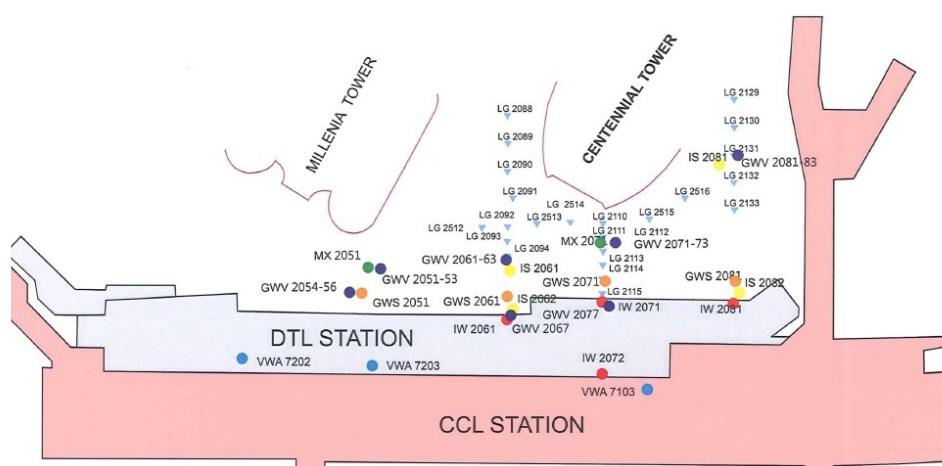 MILLENIA TOWER
CENTENNIAL TOWER
LG 2088
LG 2089
LG 2090
LG 2091
LG 2092
LG 2093
LG 2094
LG 2512
LG 2513
LG 2514
LG 2110
LG 2111
LG 2112
LG 2113
LG 2114
LG 2115
LG 2515
LG 2516
LG 2129
LG 2130
LG 2131
LG 2132
LG 2133
IS 2081
GWV 2081-83
MX 2051
GWV 2051-53
GWV 2054-56
GWS 2051
GWV 2061-63
IS 2061
GWS 2061
IS 2062
IW 2061
GWV 2067
GWV 2071-73
GWS 2071
GWV 2077
IW 2071
GWS 2081
IS 2082
IW 2081
DTL STATION
VWA 7202
VWA 7203
IW 2072
VWA 7103
CCL STATION